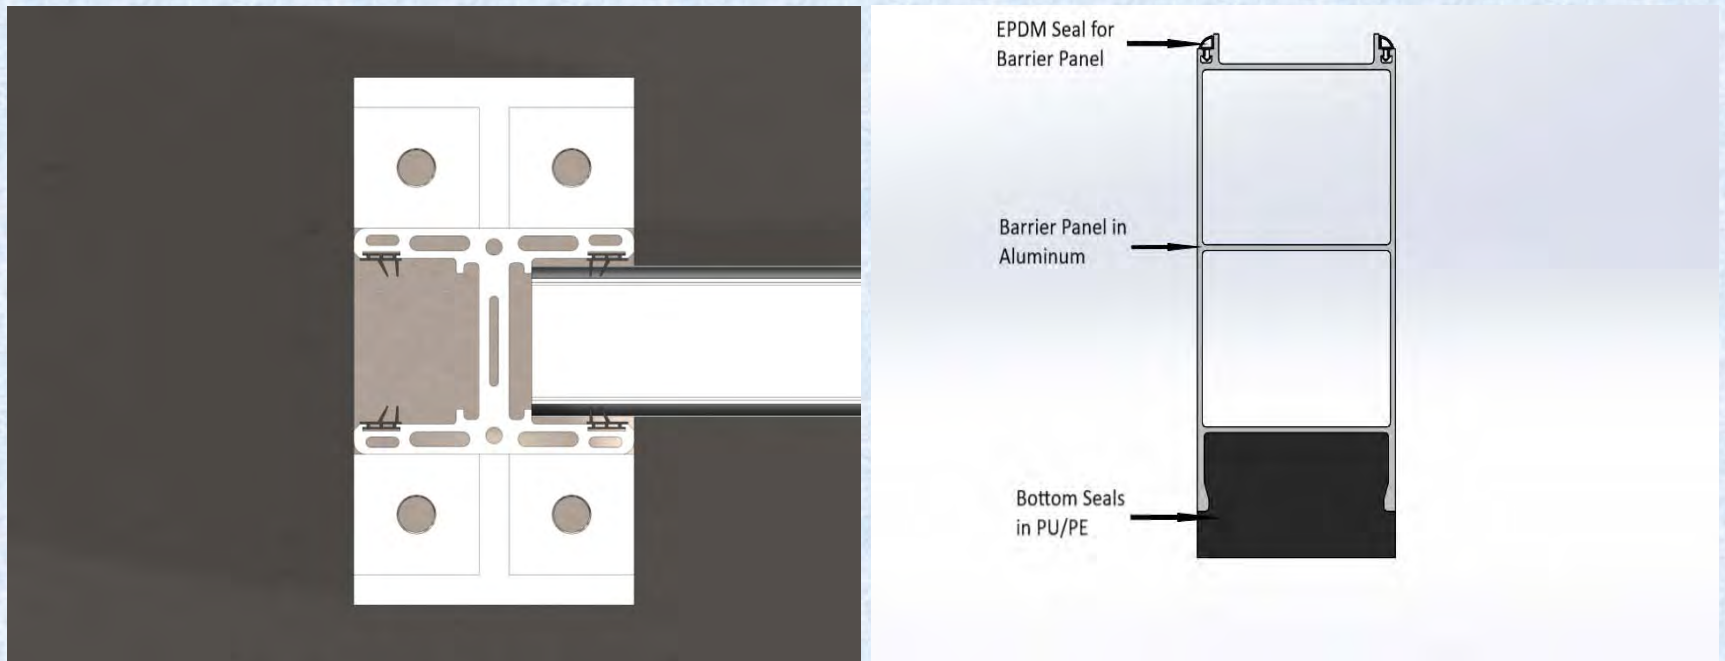 EPDM Seal for
Barrier Panel
Barrier Panel in
Aluminum
Bottom Seals
in PU/PE